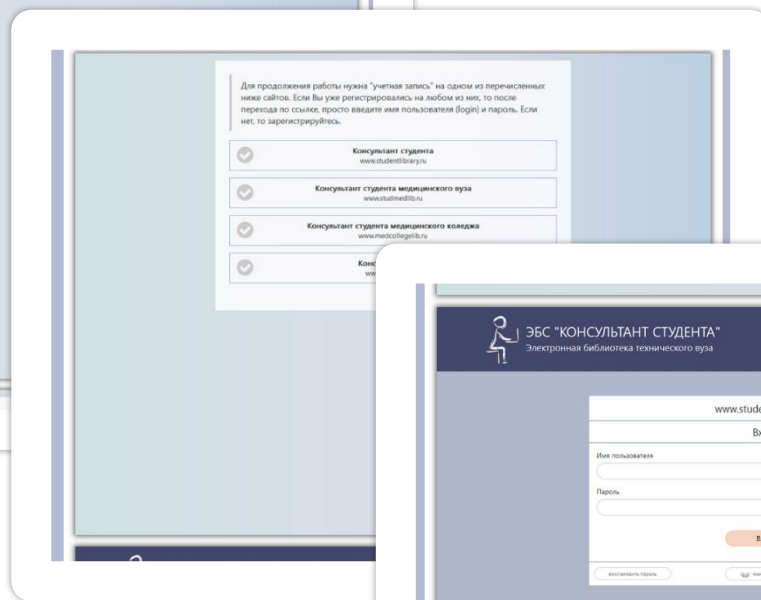 Для продолжения работы нужна "учетная запись" на одном из перечисленных
ниже сайтов. Если Вы уже регистрировались на любом из них, то после
перехода по ссылке, просто введите имя пользователя (login) и пароль. Если
нет, то зарегистрируйтесь.
Консультант студента
www.studentlibrary.ru
Консультант студента медицинского вуза
www.studmedlib.ru
Консультант студента медицинского коледжа
www.medcollegelib.ru
ЭБС "КОНСУЛЬТАНТ СТУДЕНТА"
Электронная библиотека технического вуза
Имя пользователя
Пароль
восстановить пароль